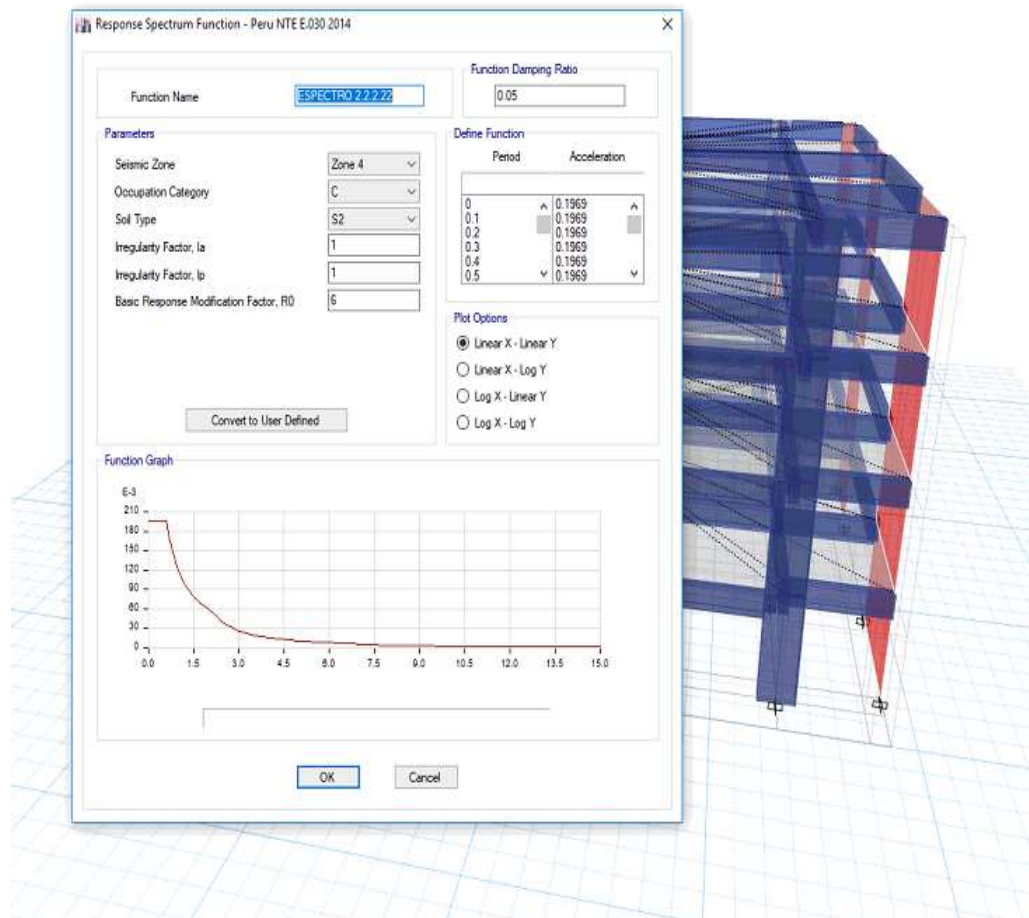 Response Spectrum Function - Peru NTE E.030 2014
Function Name
ESPECTRO 2.2.2.22
Function Damping Ratio
0.05
Parameters
Seismic Zone
Zone 4
Occupation Category
C
Soil Type
S2
Irregularity Factor, Ia
1
Irregularity Factor, Ip
1
Basic Response Modification Factor, R0
6
Convert to User Defined
Define Function
Period Acceleration
0 0.1969
0.1 0.1969
0.2 0.1969
0.3 0.1969
0.4 0.1969
0.5 0.1969
Plot Options
Linear X - Linear Y
Linear X - Log Y
Log X - Linear Y
Log X - Log Y
Function Graph
E-3
210
180
150
120
90
60
30
0
0.0 1.5 3.0 4.5 6.0 7.5 9.0 10.5 12.0 13.5 15.0
OK Cancel